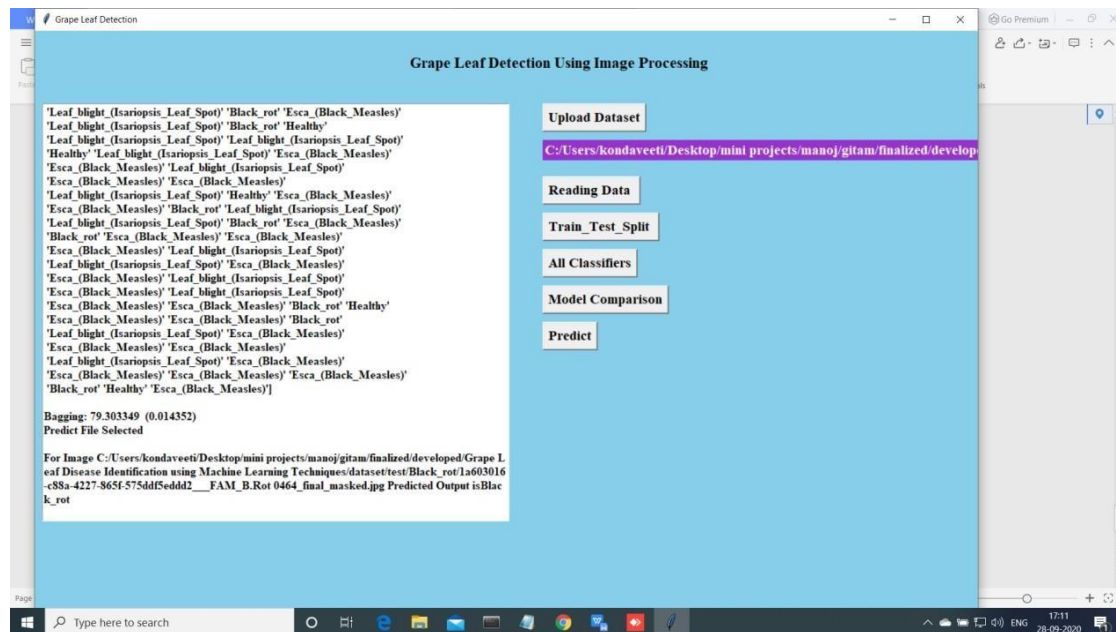 W
Grape Leaf Detection
Go Premium
Grape Leaf Detection Using Image Processing
'Leaf_blight_(Isariopsis_Leaf_Spot)' 'Black_rot' 'Esca_(Black_Measles)'
'Leaf_blight_(Isariopsis_Leaf_Spot)' 'Black_rot' 'Healthy'
'Leaf_blight_(Isariopsis_Leaf_Spot)' 'Leaf_blight_(Isariopsis_Leaf_Spot)'
'Healthy' 'Leaf_blight_(Isariopsis_Leaf_Spot)' 'Esca_(Black_Measles)'
'Esca_(Black_Measles)' 'Leaf_blight_(Isariopsis_Leaf_Spot)'
'Esca_(Black_Measles)' 'Esca_(Black_Measles)'
'Leaf_blight_(Isariopsis_Leaf_Spot)' 'Healthy' 'Esca_(Black_Measles)'
'Esca_(Black_Measles)' 'Black_rot' 'Leaf_blight_(Isariopsis_Leaf_Spot)'
'Leaf_blight_(Isariopsis_Leaf_Spot)' 'Black_rot' 'Esca_(Black_Measles)'
'Black_rot' 'Esca_(Black_Measles)' 'Esca_(Black_Measles)'
'Esca_(Black_Measles)' 'Leaf_blight_(Isariopsis_Leaf_Spot)'
'Leaf_blight_(Isariopsis_Leaf_Spot)' 'Esca_(Black_Measles)'
'Esca_(Black_Measles)' 'Leaf_blight_(Isariopsis_Leaf_Spot)'
'Esca_(Black_Measles)' 'Leaf_blight_(Isariopsis_Leaf_Spot)'
'Esca_(Black_Measles)' 'Esca_(Black_Measles)' 'Black_rot' 'Healthy'
'Esca_(Black_Measles)' 'Esca_(Black_Measles)' 'Black_rot'
'Leaf_blight_(Isariopsis_Leaf_Spot)' 'Esca_(Black_Measles)'
'Esca_(Black_Measles)' 'Esca_(Black_Measles)'
'Leaf_blight_(Isariopsis_Leaf_Spot)' 'Esca_(Black_Measles)'
'Esca_(Black_Measles)' 'Esca_(Black_Measles)' 'Esca_(Black_Measles)'
'Black_rot' 'Healthy' 'Esca_(Black_Measles)']
Bagging: 79.303349 (0.014352)
Predict File Selected
For Image C:/Users/kondaveeti/Desktop/mini projects/manoj/gitam/finalized/developed/Grape L
eaf Disease Identification using Machine Learning Techniques/dataset/test/Black_rot/1a603016
-c88a-4227-865f-575ddf5eddd2___FAM_B.Rot 0464_final_masked.jpg Predicted Output isBlac
k_rot
Upload Dataset
C:/Users/kondaveeti/Desktop/mini projects/manoj/gitam/finalized/develop
Reading Data
Train_Test_Split
All Classifiers
Model Comparison
Predict
Page
Type here to search
ENG
17:11
28-09-2020